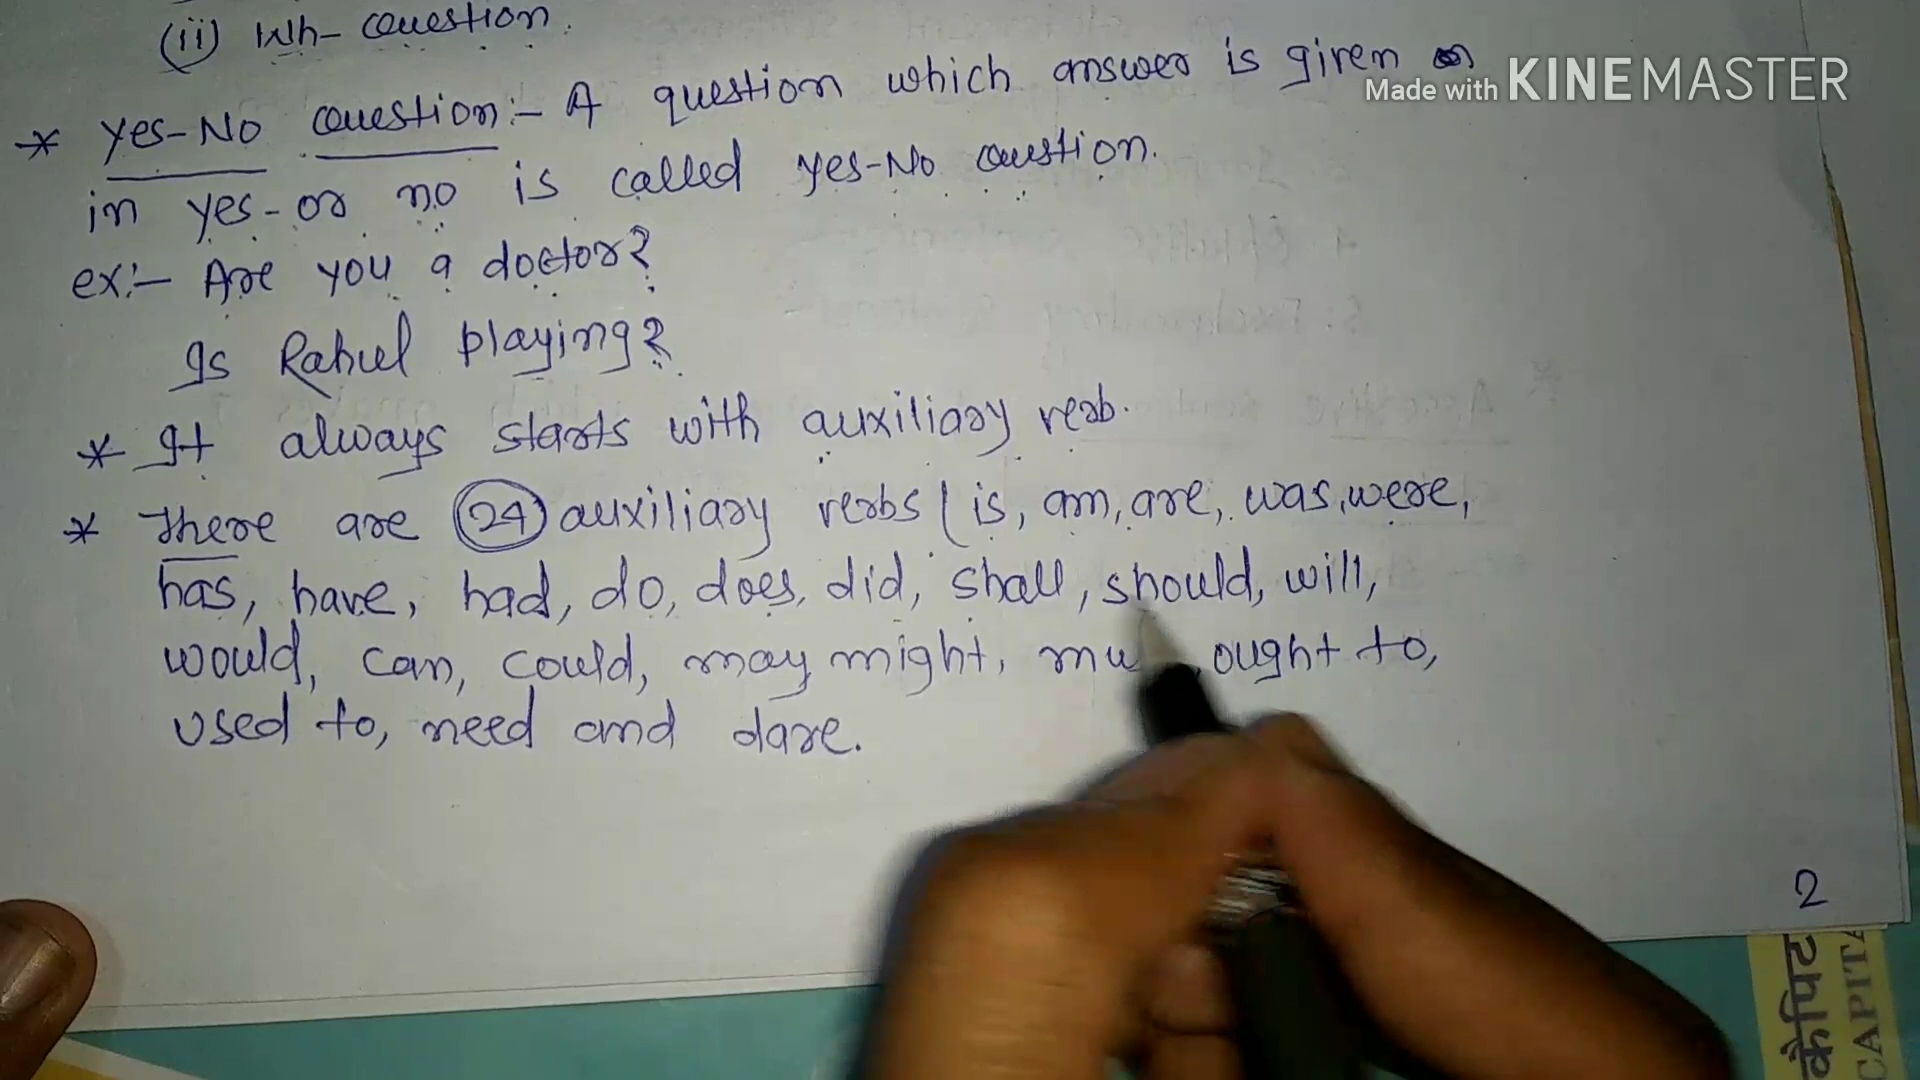 (ii) Wh- Question.
* Yes-No Question:- A question which answer is given
in yes-or no is called yes-No Qustion.
ex:- Are you a doctor?
Is Rahul playing?
* It always starts with auxiliary verb.
* There are 24 auxiliary verbs (is, am, are, was, were,
has, have, had, do, does, did, shall, should, will,
would, can, could, may might, ought to,
used to, need and dare.
2
Made with KINEMASTER
कैपिट
CAPITA